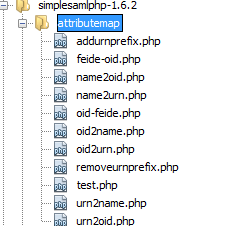 simplesamlphp-1.6.2
attributemap
addurnprefix.php
feide-oid.php
name2oid.php
name2urn.php
oid-feide.php
oid2name.php
oid2urn.php
removeurnprefix.php
test.php
urn2name.php
urn2oid.php